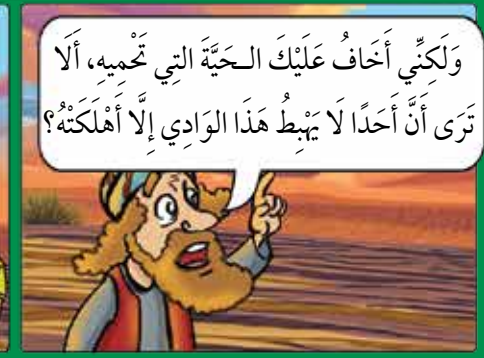 وَلَكِنِّي أَخَافُ عَلَيْكَ الحَيَّةَ التِي تَحْمِيهِ، أَلَا
تَرَى أَنَّ أَحَدًا لَا يَهْبِطُ هَذَا الوَادِي إِلَّا أَهْلَكَتْهُ؟